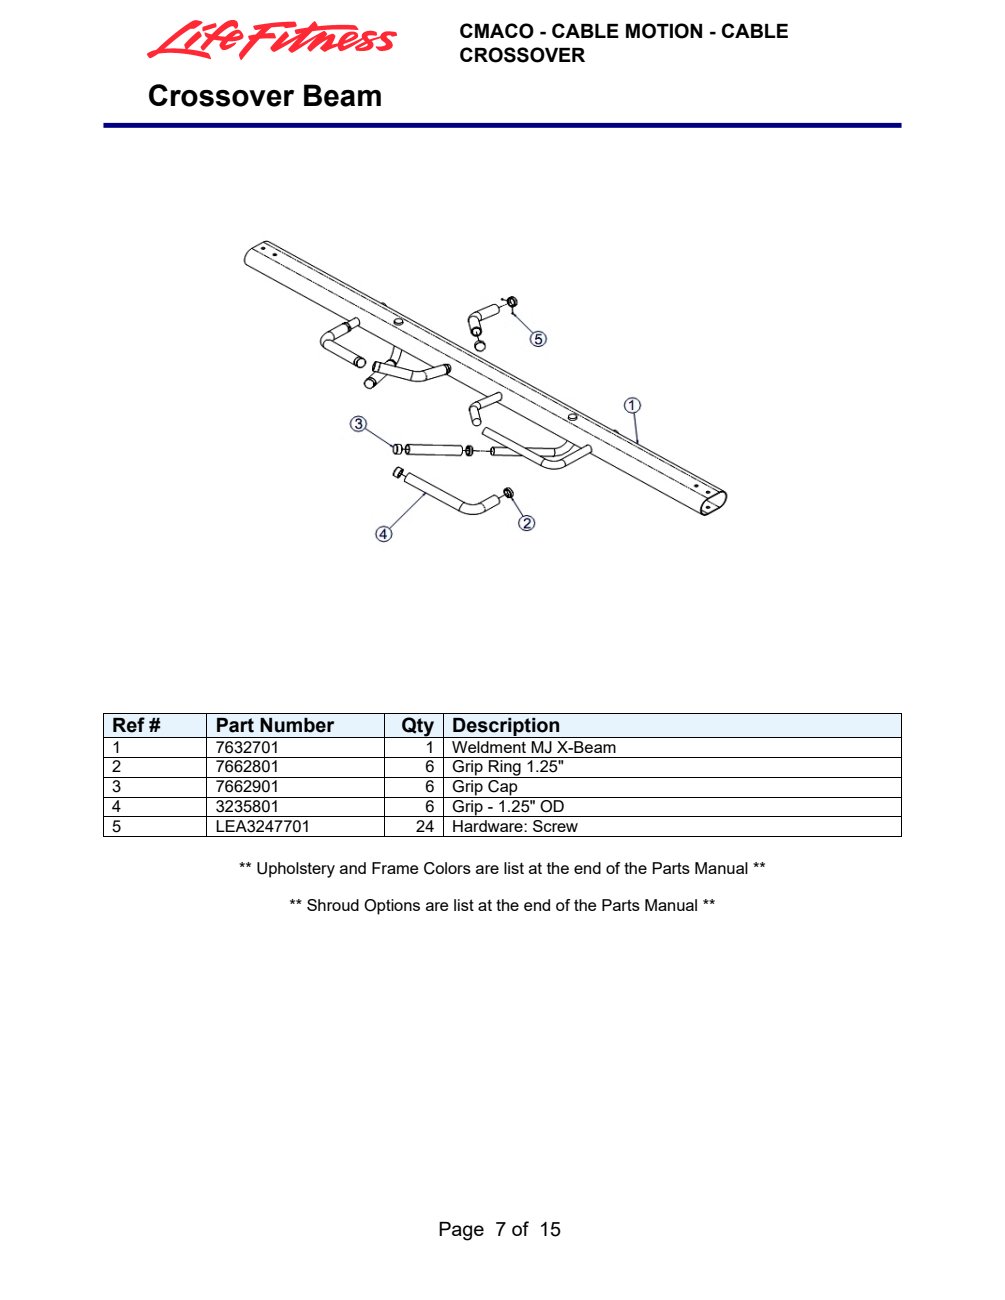 Life Fitness
CMACO - CABLE MOTION - CABLE
CROSSOVER
Crossover Beam
5
1
3
4
2
Ref # Part Number Qty Description
1 7632701 1 Weldment MJ X-Beam
2 7662801 6 Grip Ring 1.25"
3 7662901 6 Grip Cap
4 3235801 6 Grip - 1.25" OD
5 LEA3247701 24 Hardware: Screw
** Upholstery and Frame Colors are list at the end of the Parts Manual **
** Shroud Options are list at the end of the Parts Manual **
Page 7 of 15